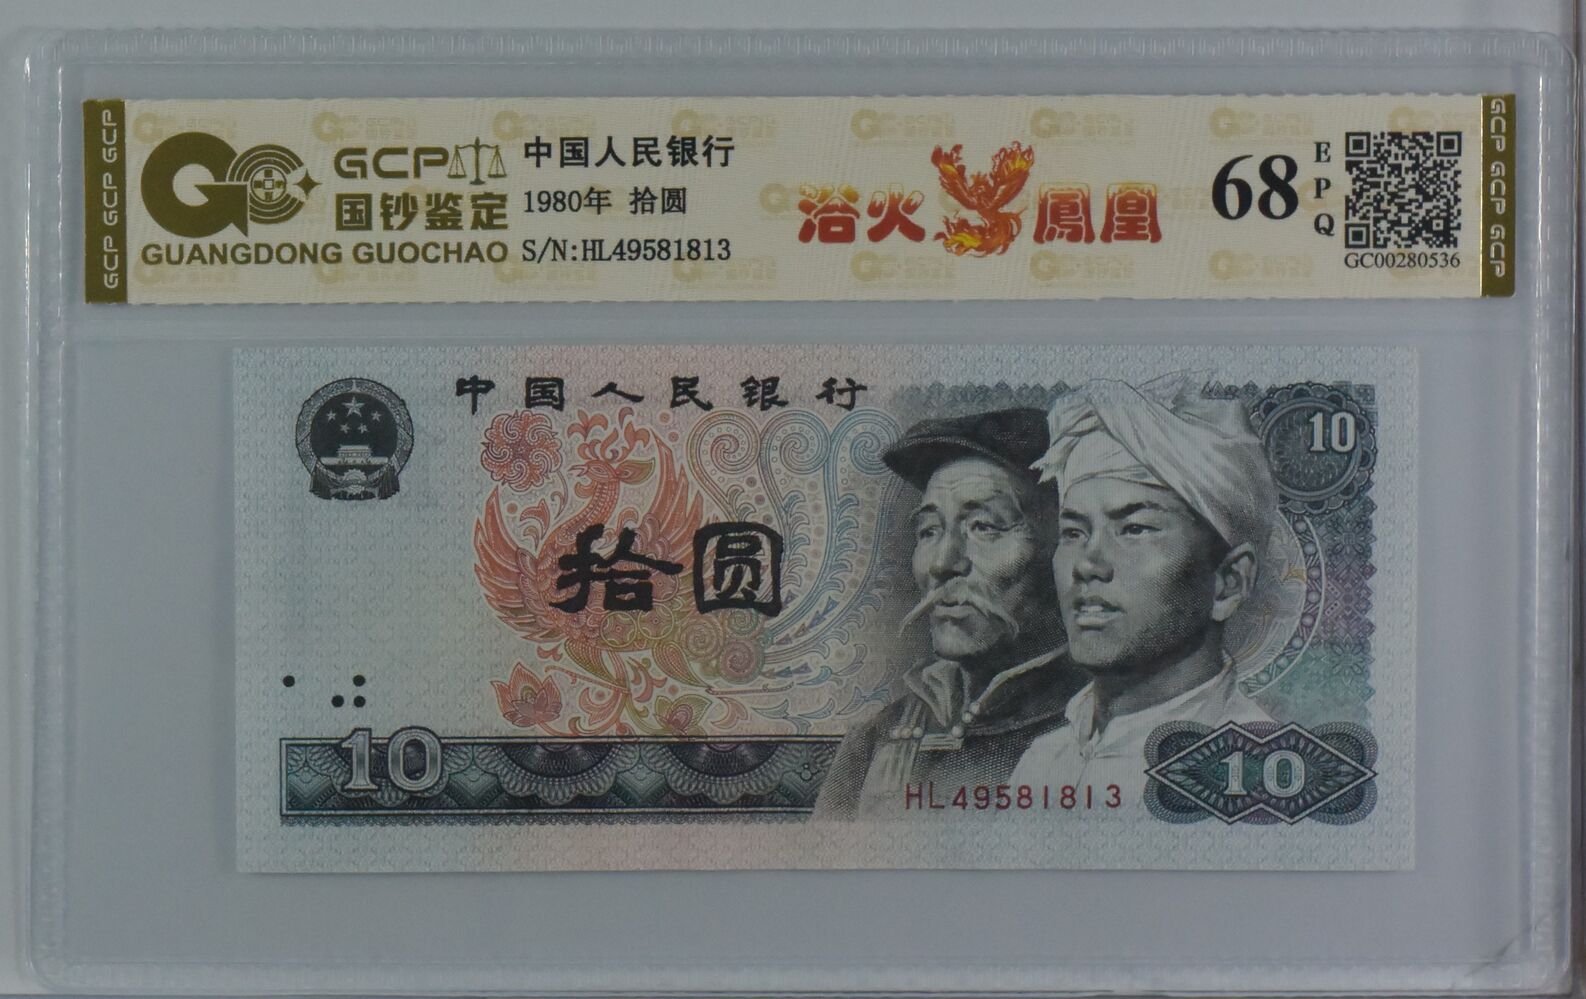 GCP GCP GCP
GCP
国钞鉴定
GUANGDONG GUOCHAO
中国人民银行
1980年 拾圆
S/N:HL49581813
浴火鳳凰
68
EPQ
GC00280536
GCP GCP GCP
中国人民银行
10
拾圆
10
HL49581813
10